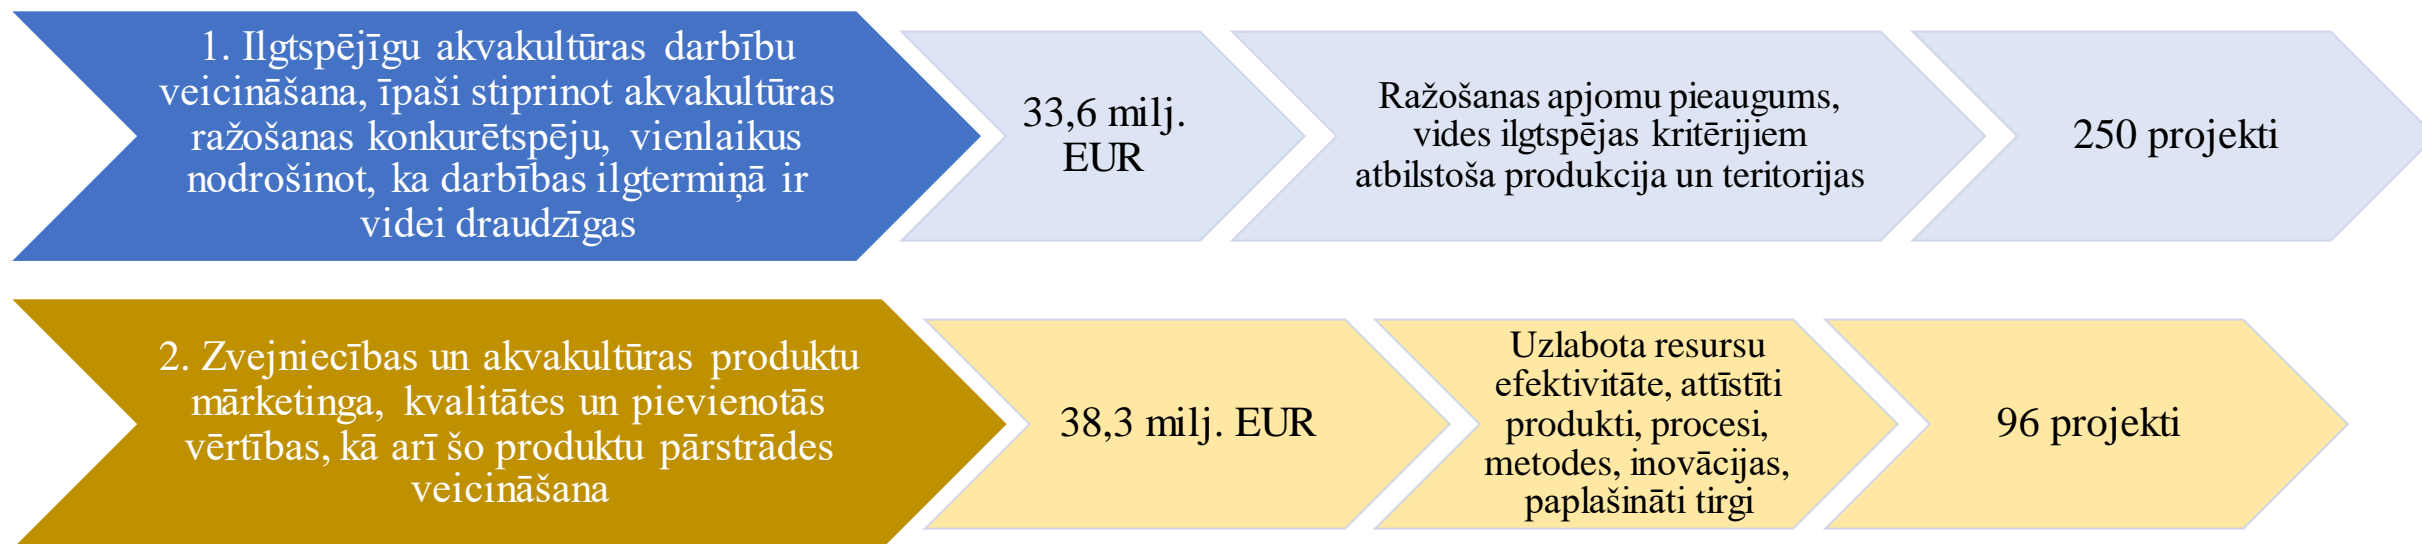 1. Ilgtspējīgu akvakultūras darbību
veicināšana, īpaši stiprinot akvakultūras
ražošanas konkurētspēju, vienlaikus
nodrošinot, ka darbības ilgtermiņā ir
videi draudzīgas
33,6 milj.
EUR
Ražošanas apjomu pieaugums,
vides ilgtspējas kritērijiem
atbilstoša produkcija un teritorijas
250 projekti
2. Zvejniecības un akvakultūras produktu
mārketinga, kvalitātes un pievienotās
vērtības, kā arī šo produktu pārstrādes
veicināšana
38,3 milj. EUR
Uzlabota resursu
efektivitāte, attīstīti
produkti, procesi,
metodes, inovācijas,
paplašināti tirgi
96 projekti